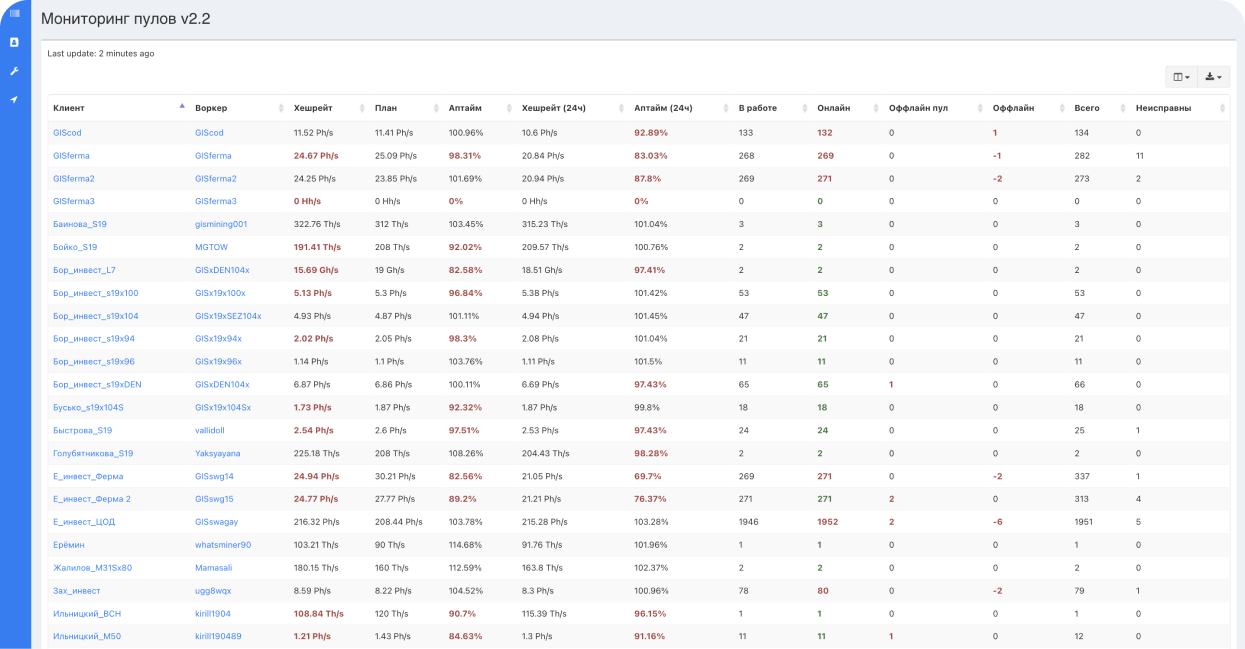 Мониторинг пулов v2.2
Last update: 2 minutes ago
Клиент Воркер Хешрейт План Аптайм Хешрейт (24ч) Аптайм (24ч) В работе Онлайн Оффлайн пул Оффлайн Всего Неисправны
GIScod GIScod 11.52 Ph/s 11.41 Ph/s 100.96% 10.6 Ph/s 92.89% 133 132 0 1 134 0
GISferma GISferma 24.67 Ph/s 25.09 Ph/s 98.31% 20.84 Ph/s 83.03% 268 269 0 -1 282 11
GISferma2 GISferma2 24.25 Ph/s 23.85 Ph/s 101.69% 20.94 Ph/s 87.8% 269 271 0 -2 273 2
GISferma3 GISferma3 0 Hh/s 0 Hh/s 0% 0 Hh/s 0% 0 0 0 0 0 0
Баинова_S19 gismining001 322.76 Th/s 312 Th/s 103.45% 315.23 Th/s 101.04% 3 3 0 0 3 0
Бойко_S19 MGTOW 191.41 Th/s 208 Th/s 92.02% 209.57 Th/s 100.76% 2 2 0 0 2 0
Бор_инвест_L7 GISxDEN104x 15.69 Gh/s 19 Gh/s 82.58% 18.51 Gh/s 97.41% 2 2 0 0 2 0
Бор_инвест_s19x100 GISx19x100x 5.13 Ph/s 5.3 Ph/s 96.84% 5.38 Ph/s 101.42% 53 53 0 0 53 0
Бор_инвест_s19x104 GISx19xSEZ104x 4.93 Ph/s 4.87 Ph/s 101.11% 4.94 Ph/s 101.45% 47 47 0 0 47 0
Бор_инвест_s19x94 GISx19x94x 2.02 Ph/s 2.05 Ph/s 98.3% 2.08 Ph/s 101.04% 21 21 0 0 21 0
Бор_инвест_s19x96 GISx19x96x 1.14 Ph/s 1.1 Ph/s 103.76% 1.11 Ph/s 101.5% 11 11 0 0 11 0
Бор_инвест_s19xDEN GISxDEN104x 6.87 Ph/s 6.86 Ph/s 100.11% 6.69 Ph/s 97.43% 65 65 1 0 66 0
Бусько_s19x104S GISx19x104Sx 1.73 Ph/s 1.87 Ph/s 92.32% 1.87 Ph/s 99.8% 18 18 0 0 18 0
Быстрова_S19 vallidoll 2.54 Ph/s 2.6 Ph/s 97.51% 2.53 Ph/s 97.43% 24 24 0 0 25 1
Голубятникова_S19 Yaksyayana 225.18 Th/s 208 Th/s 108.26% 204.43 Th/s 98.28% 2 2 0 0 2 0
Е_инвест_Ферма GISswg14 24.94 Ph/s 30.21 Ph/s 82.56% 21.05 Ph/s 69.7% 269 271 0 -2 337 1
Е_инвест_Ферма 2 GISswg15 24.77 Ph/s 27.77 Ph/s 89.2% 21.21 Ph/s 76.37% 271 271 2 0 313 4
Е_инвест_ЦОД GISswagay 216.32 Ph/s 208.44 Ph/s 103.78% 215.28 Ph/s 103.28% 1946 1952 2 -6 1951 5
Ерёмин whatsminer90 103.21 Th/s 90 Th/s 114.68% 91.76 Th/s 101.96% 1 1 0 0 1 0
Жалилов_M31Sx80 Mamasali 180.15 Th/s 160 Th/s 112.59% 163.8 Th/s 102.37% 2 2 0 0 2 0
Зах_инвест ugg8wqx 8.59 Ph/s 8.22 Ph/s 104.52% 8.3 Ph/s 100.96% 78 80 0 -2 79 1
Ильницкий_ВСН kirill1904 108.84 Th/s 120 Th/s 90.7% 115.39 Th/s 96.15% 1 1 0 0 1 0
Ильницкий_М50 kirill190489 1.21 Ph/s 1.43 Ph/s 84.63% 1.3 Ph/s 91.16% 11 11 1 0 12 0